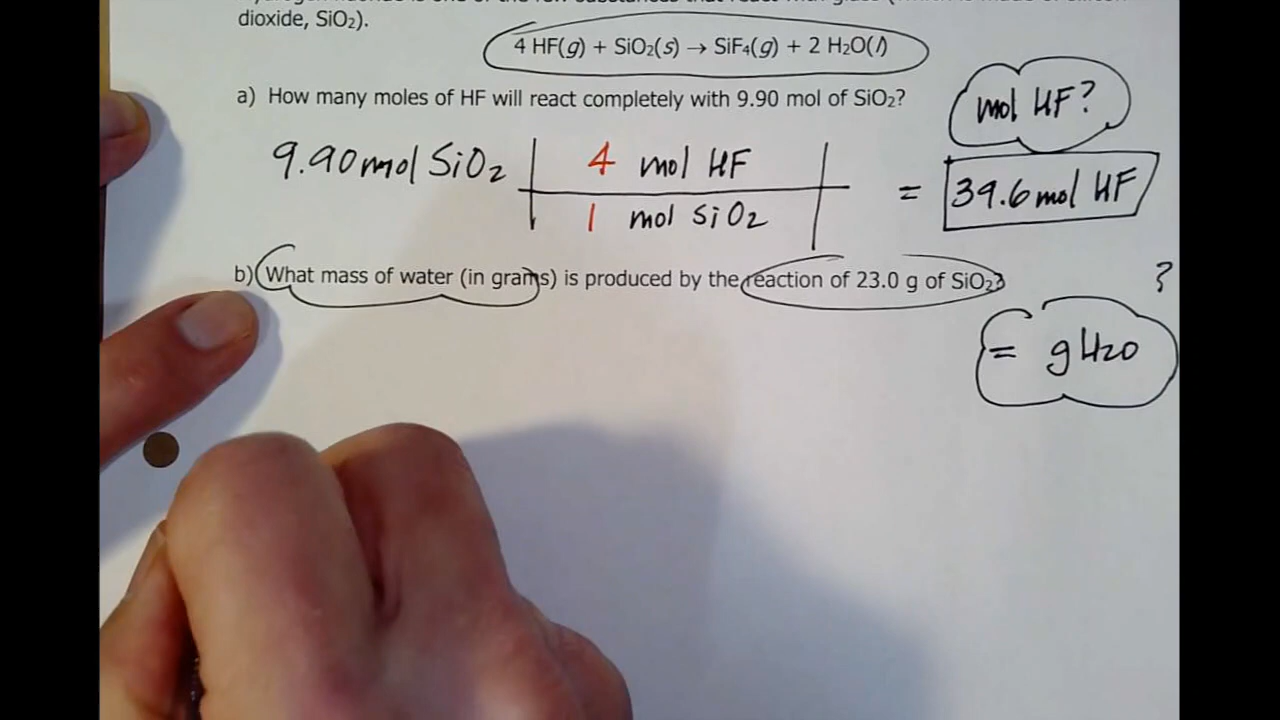 dioxide, SiO₂).
4 HF(g) + SiO₂(s) → SiF₄(g) + 2 H₂O(l)
a) How many moles of HF will react completely with 9.90 mol of SiO₂?
mol HF?
9.90 mol SiO₂ 4 mol HF
1 mol SiO₂
= 39.6 mol HF
b) What mass of water (in grams) is produced by the reaction of 23.0 g of SiO₂?
?
= g H₂O